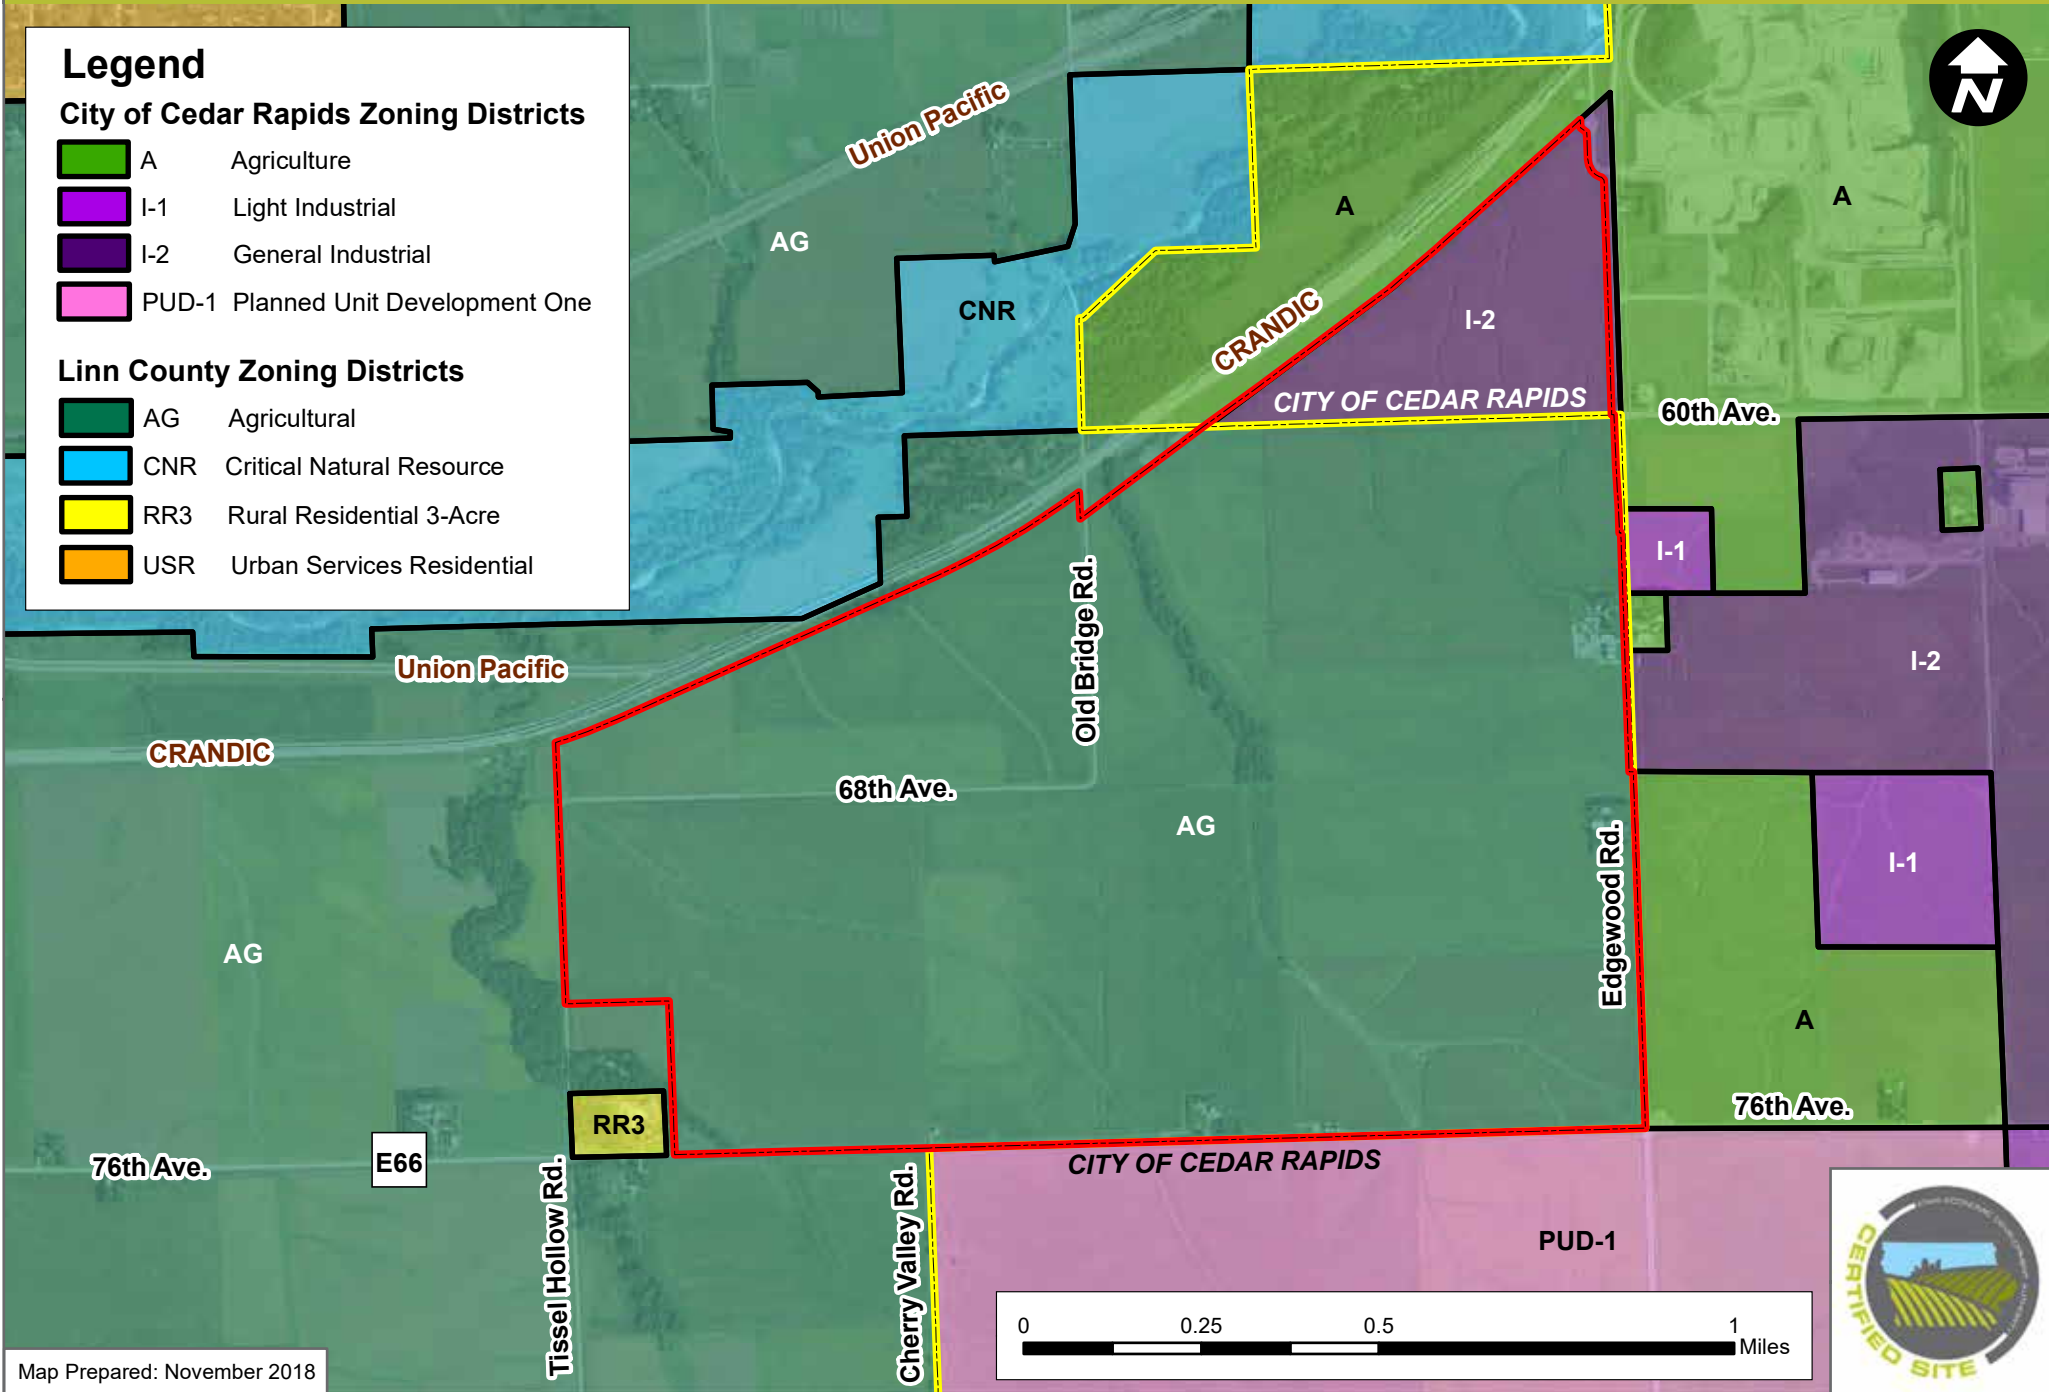 Legend
City of Cedar Rapids Zoning Districts
A Agriculture
I-1 Light Industrial
I-2 General Industrial
PUD-1 Planned Unit Development One
Linn County Zoning Districts
AG Agricultural
CNR Critical Natural Resource
RR3 Rural Residential 3-Acre
USR Urban Services Residential
N
Union Pacific
A
A
AG
CNR
CRANDIC
I-2
CITY OF CEDAR RAPIDS
60th Ave.
I-1
Old Bridge Rd.
I-2
Union Pacific
CRANDIC
68th Ave.
AG
I-1
Edgewood Rd.
AG
A
76th Ave.
RR3
E66
76th Ave.
CITY OF CEDAR RAPIDS
Tissel Hollow Rd.
Cherry Valley Rd.
PUD-1
0 0.25 0.5 1
Miles
CERTIFIED SITE
Map Prepared: November 2018